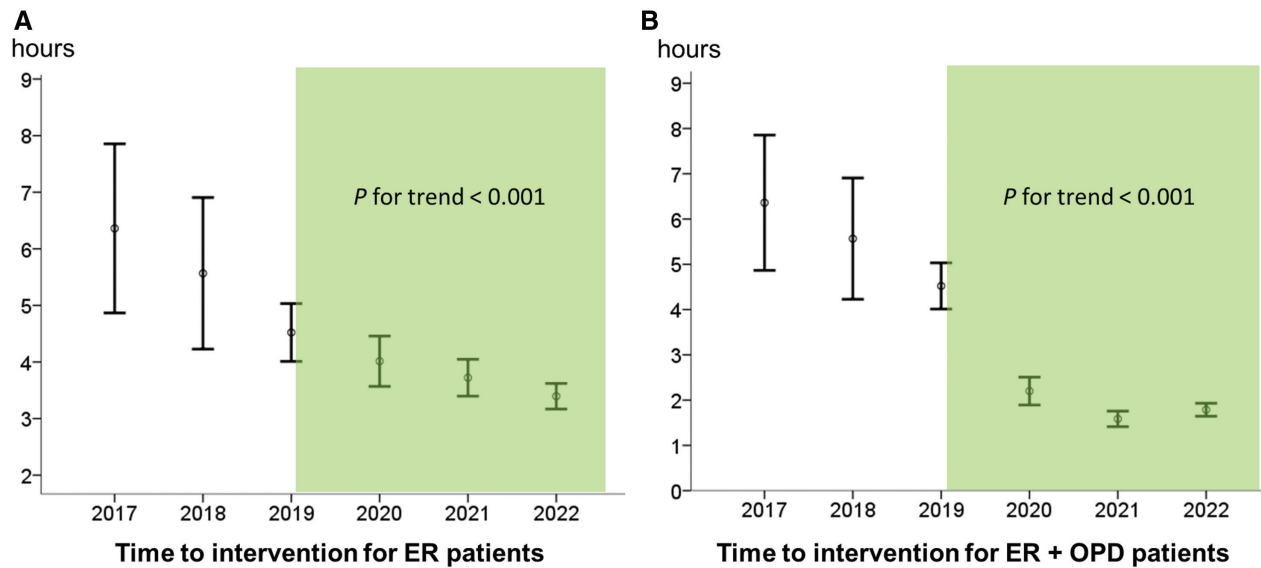 A
hours
9
8
7
6
5
4
3
2
P for trend < 0.001
2017 2018 2019 2020 2021 2022
Time to intervention for ER patients
B
hours
9
8
7
6
5
4
3
2
1
0
P for trend < 0.001
2017 2018 2019 2020 2021 2022
Time to intervention for ER + OPD patients